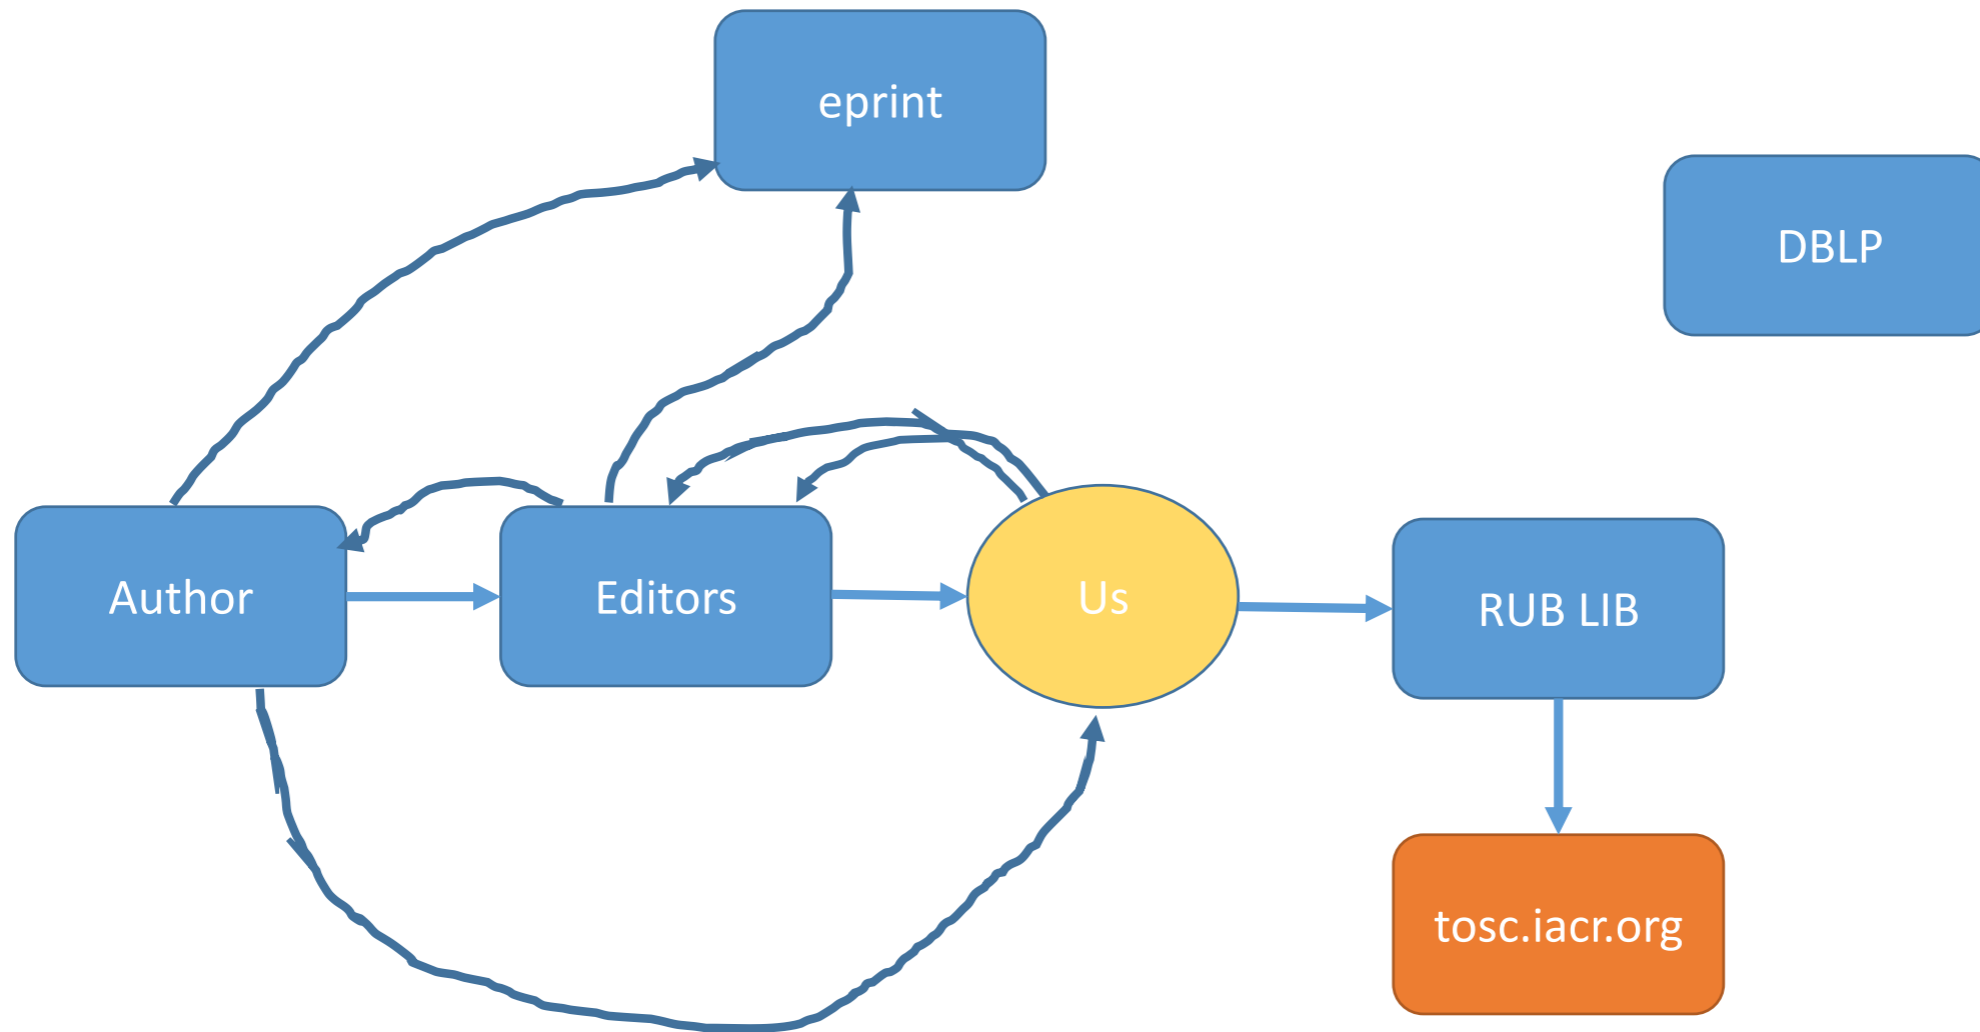 eprint
DBLP
Author
Editors
Us
RUB LIB
tosc.iacr.org